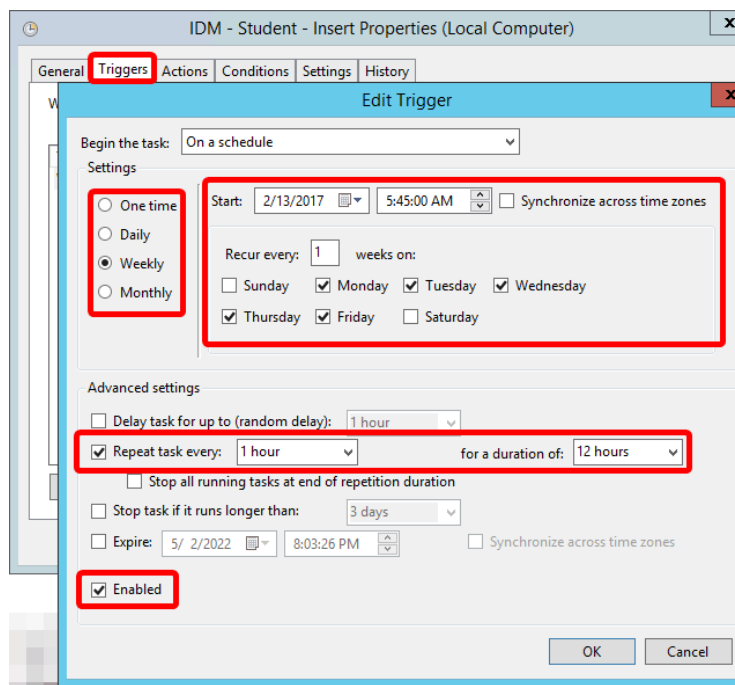 IDM - Student - Insert Properties (Local Computer)
x
General Triggers Actions Conditions Settings History
W
Edit Trigger
x
Begin the task: On a schedule
Settings
One time
Start: 2/13/2017 5:45:00 AM Synchronize across time zones
Daily
Recur every: 1 weeks on:
Weekly
Sunday Monday Tuesday Wednesday
Monthly
Thursday Friday Saturday
Advanced settings
Delay task for up to (random delay): 1 hour
Repeat task every: 1 hour for a duration of: 12 hours
Stop all running tasks at end of repetition duration
Stop task if it runs longer than: 3 days
Expire: 5/ 2/2022 8:03:26 PM Synchronize across time zones
Enabled
OK Cancel